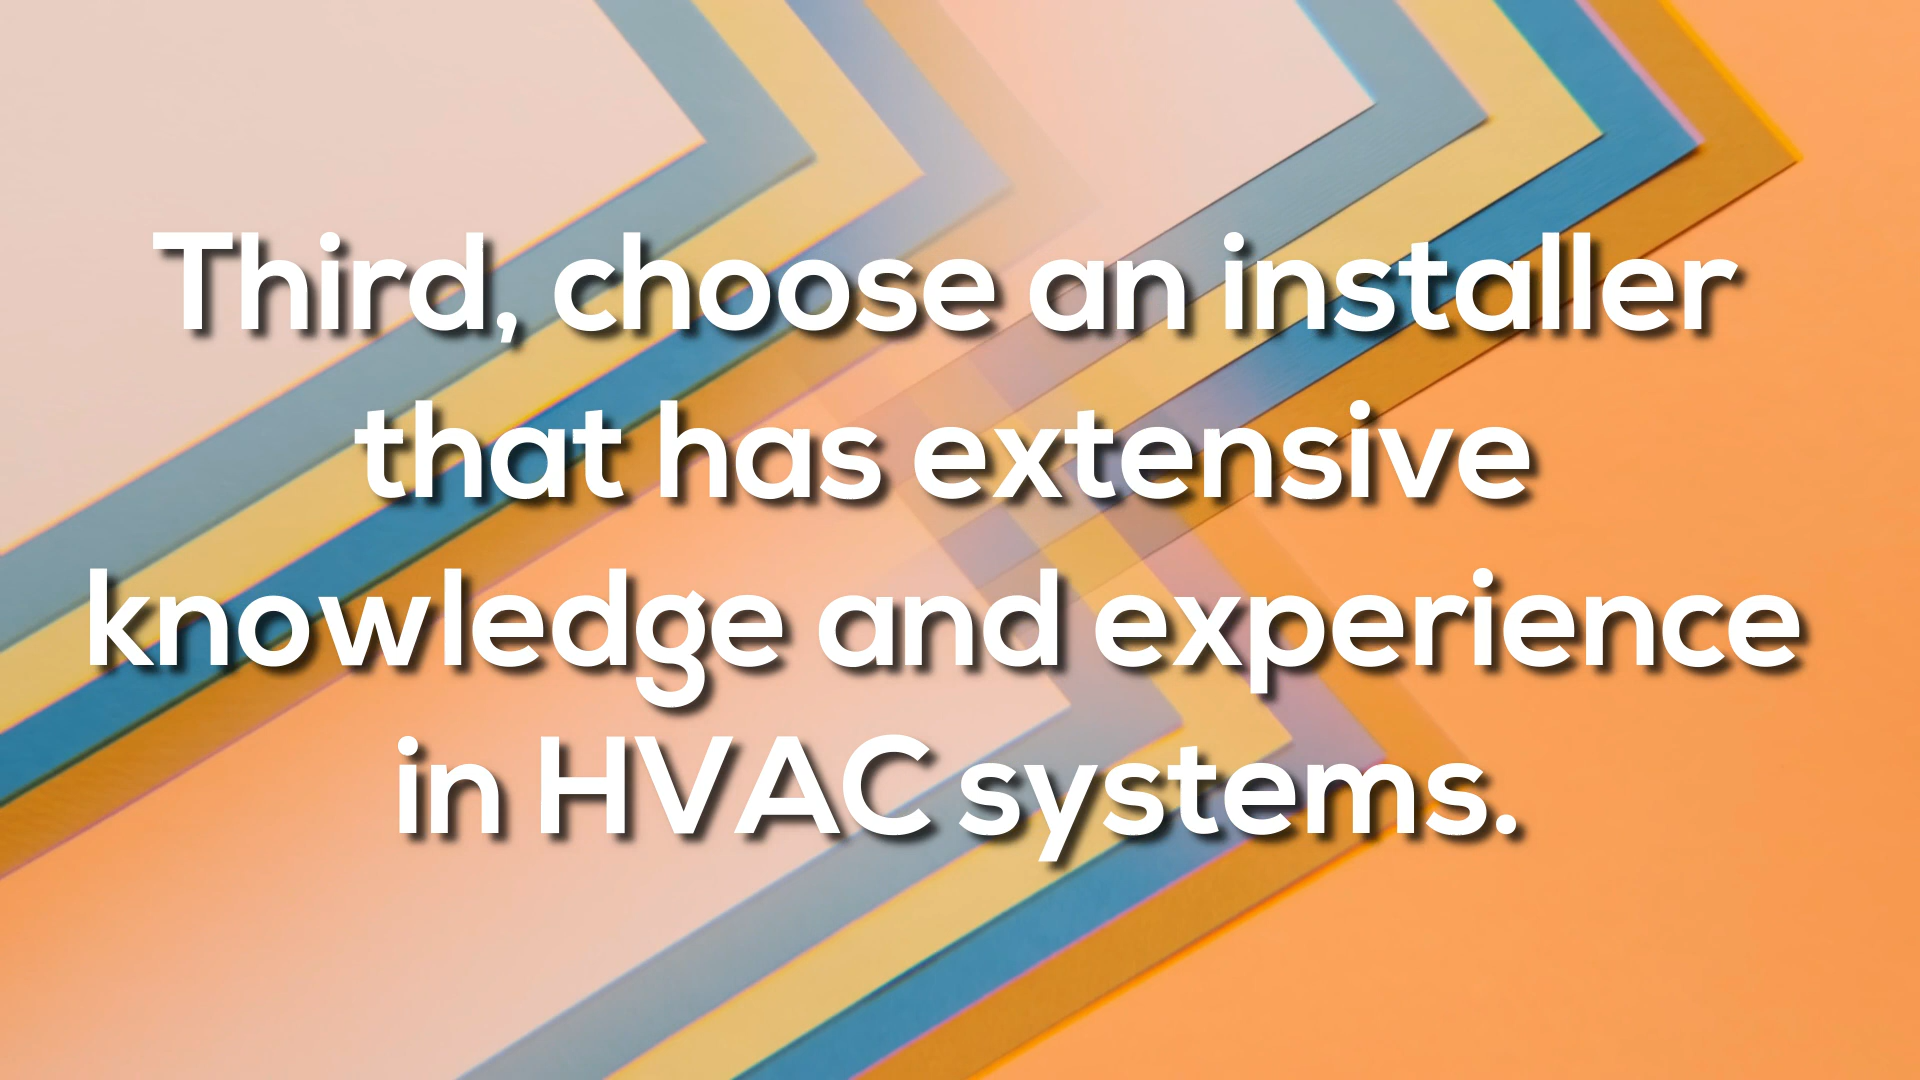 Third, choose an installer
that has extensive
knowledge and experience
in HVAC systems.